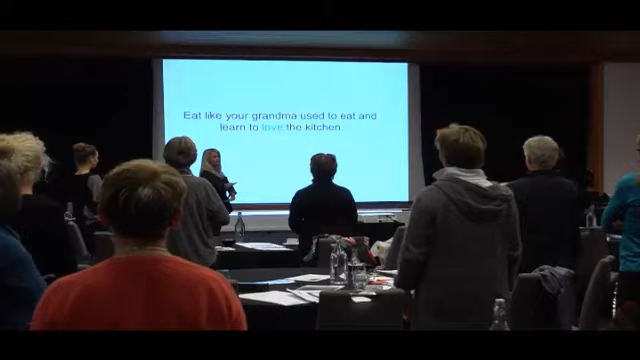 Eat like your grandma used to eat and
learn to love the kitchen.